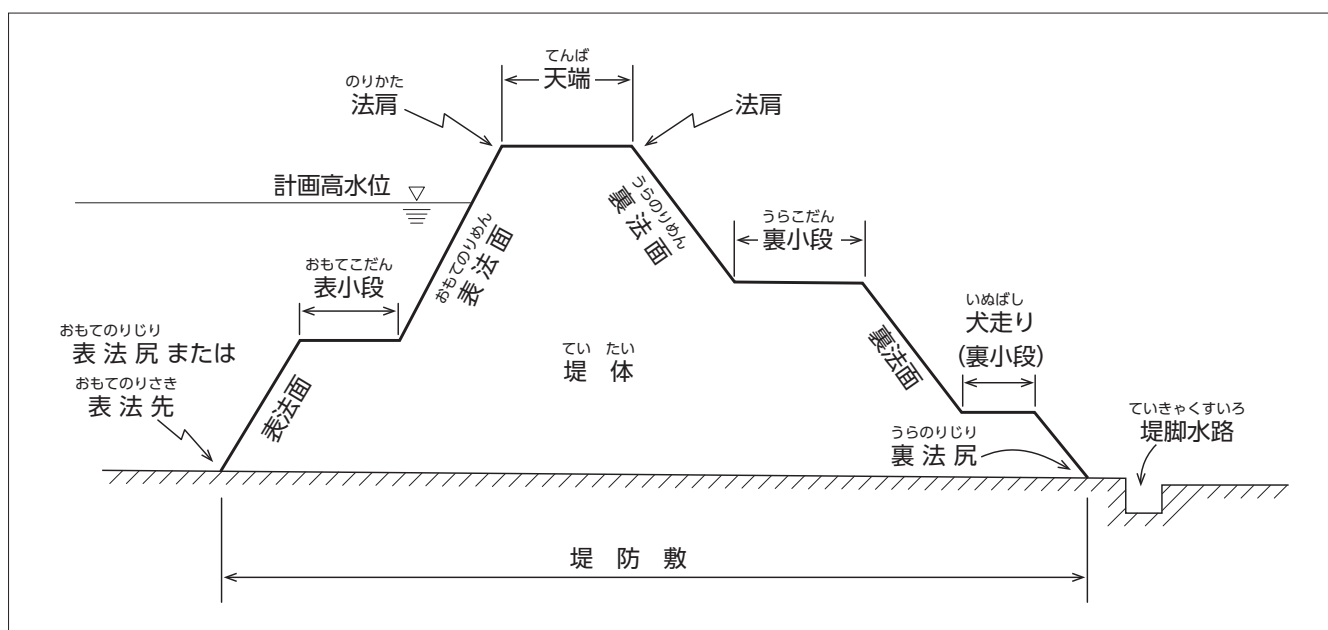 てんば
天端
のりかた
法肩
法肩
計画高水位
おもてのりめん
表法面
うらのりめん
裏法面
うらこだん
裏小段
おもてこだん
表小段
いぬばしり
犬走り
(裏小段)
おもてのりじり
表法尻または
おもてのりさき
表法先
表法面
てい たい
堤 体
裏法面
うらのりじり
裏法尻
ていきゃくすいろ
堤脚水路
堤 防 敷